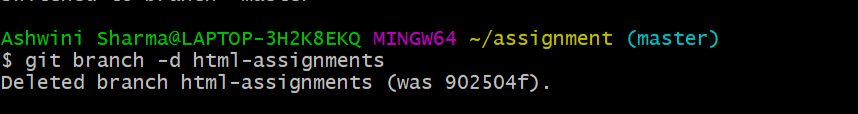 Ashwini Sharma@LAPTOP-3H2K8EKQ MINGW64 ~/assignment (master)
$ git branch -d html-assignments
Deleted branch html-assignments (was 902504f).